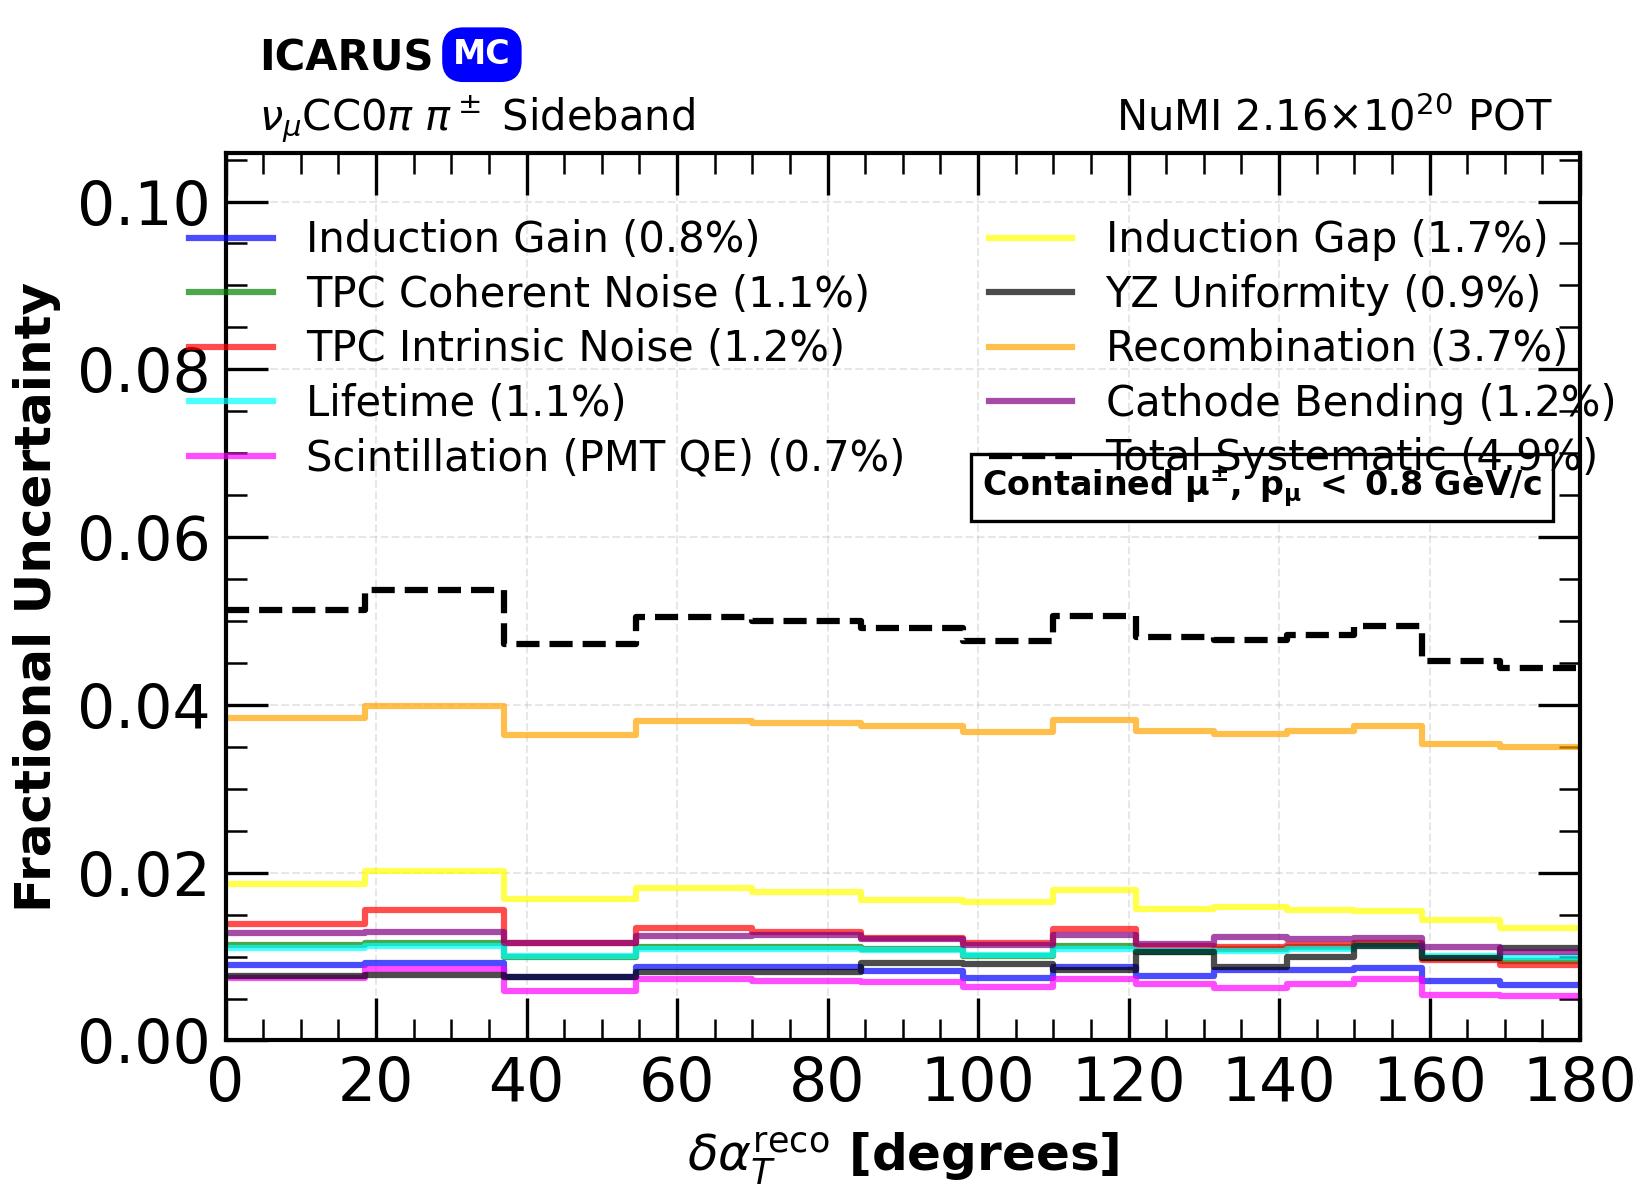 ICARUS MC
νμCC0π π± Sideband
NuMI 2.16×10²⁰ POT
Fractional Uncertainty
0.10
0.08
0.06
0.04
0.02
0.00
Induction Gain (0.8%)
TPC Coherent Noise (1.1%)
TPC Intrinsic Noise (1.2%)
Lifetime (1.1%)
Scintillation (PMT QE) (0.7%)
Induction Gap (1.7%)
YZ Uniformity (0.9%)
Recombination (3.7%)
Cathode Bending (1.2%)
Total Systematic (4.9%)
Contained μ±, pμ < 0.8 GeV/c
0 20 40 60 80 100 120 140 160 180
δα_T^reco [degrees]